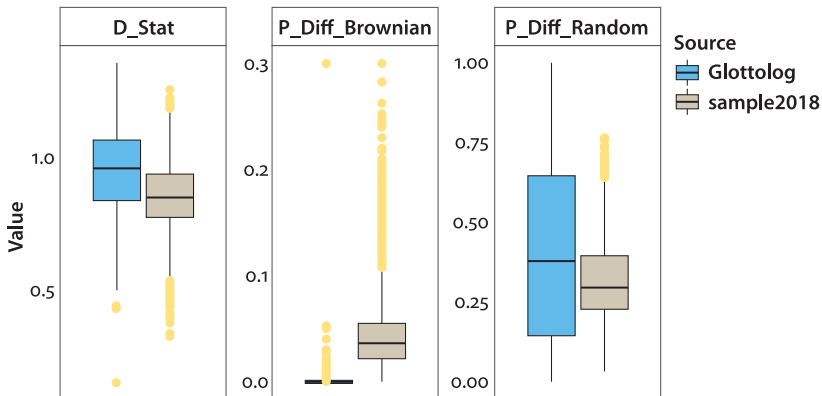 D_Stat
P_Diff_Brownian
P_Diff_Random
Source
Glottolog
sample2018
Value
1.0
0.5
0.3
0.2
0.1
0.0
1.00
0.75
0.50
0.25
0.00